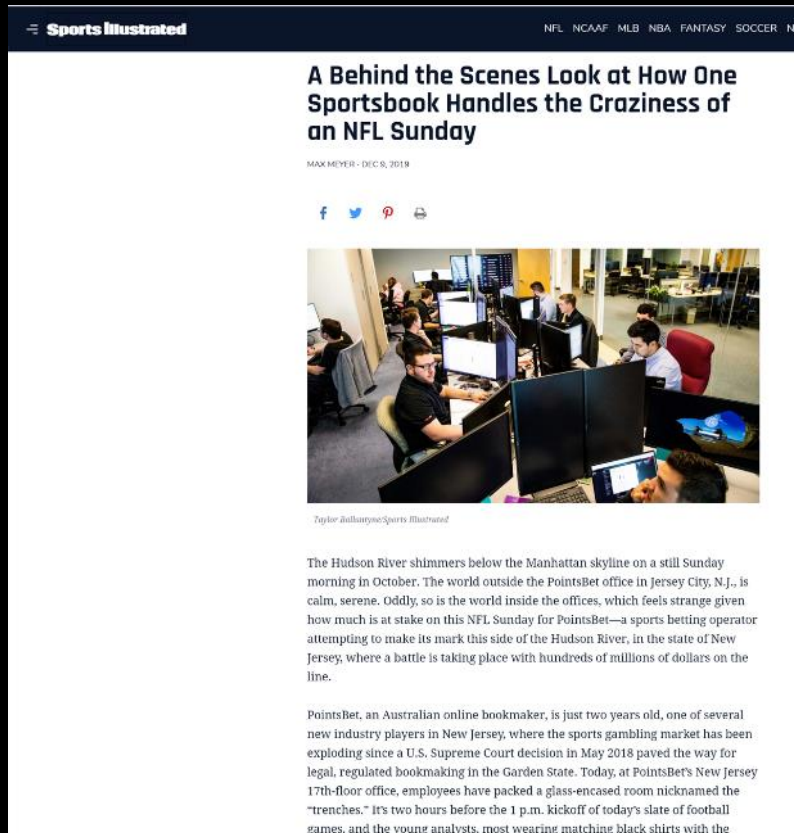 Sports Illustrated
NFL NCAAF MLB NBA FANTASY SOCCER N
A Behind the Scenes Look at How One
Sportsbook Handles the Craziness of
an NFL Sunday
MAX MEYER - DEC 9, 2019
Taylor Ballantyne/Sports Illustrated
The Hudson River shimmers below the Manhattan skyline on a still Sunday
morning in October. The world outside the PointsBet office in Jersey City, N.J., is
calm, serene. Oddly, so is the world inside the offices, which feels strange given
how much is at stake on this NFL Sunday for PointsBet—a sports betting operator
attempting to make its mark this side of the Hudson River, in the state of New
Jersey, where a battle is taking place with hundreds of millions of dollars on the
line.
PointsBet, an Australian online bookmaker, is just two years old, one of several
new industry players in New Jersey, where the sports gambling market has been
exploding since a U.S. Supreme Court decision in May 2018 paved the way for
legal, regulated bookmaking in the Garden State. Today, at PointsBet's New Jersey
17th-floor office, employees have packed a glass-encased room nicknamed the
"trenches." It's two hours before the 1 p.m. kickoff of today's slate of football
games, and the young analysts, most wearing matching black shirts with the